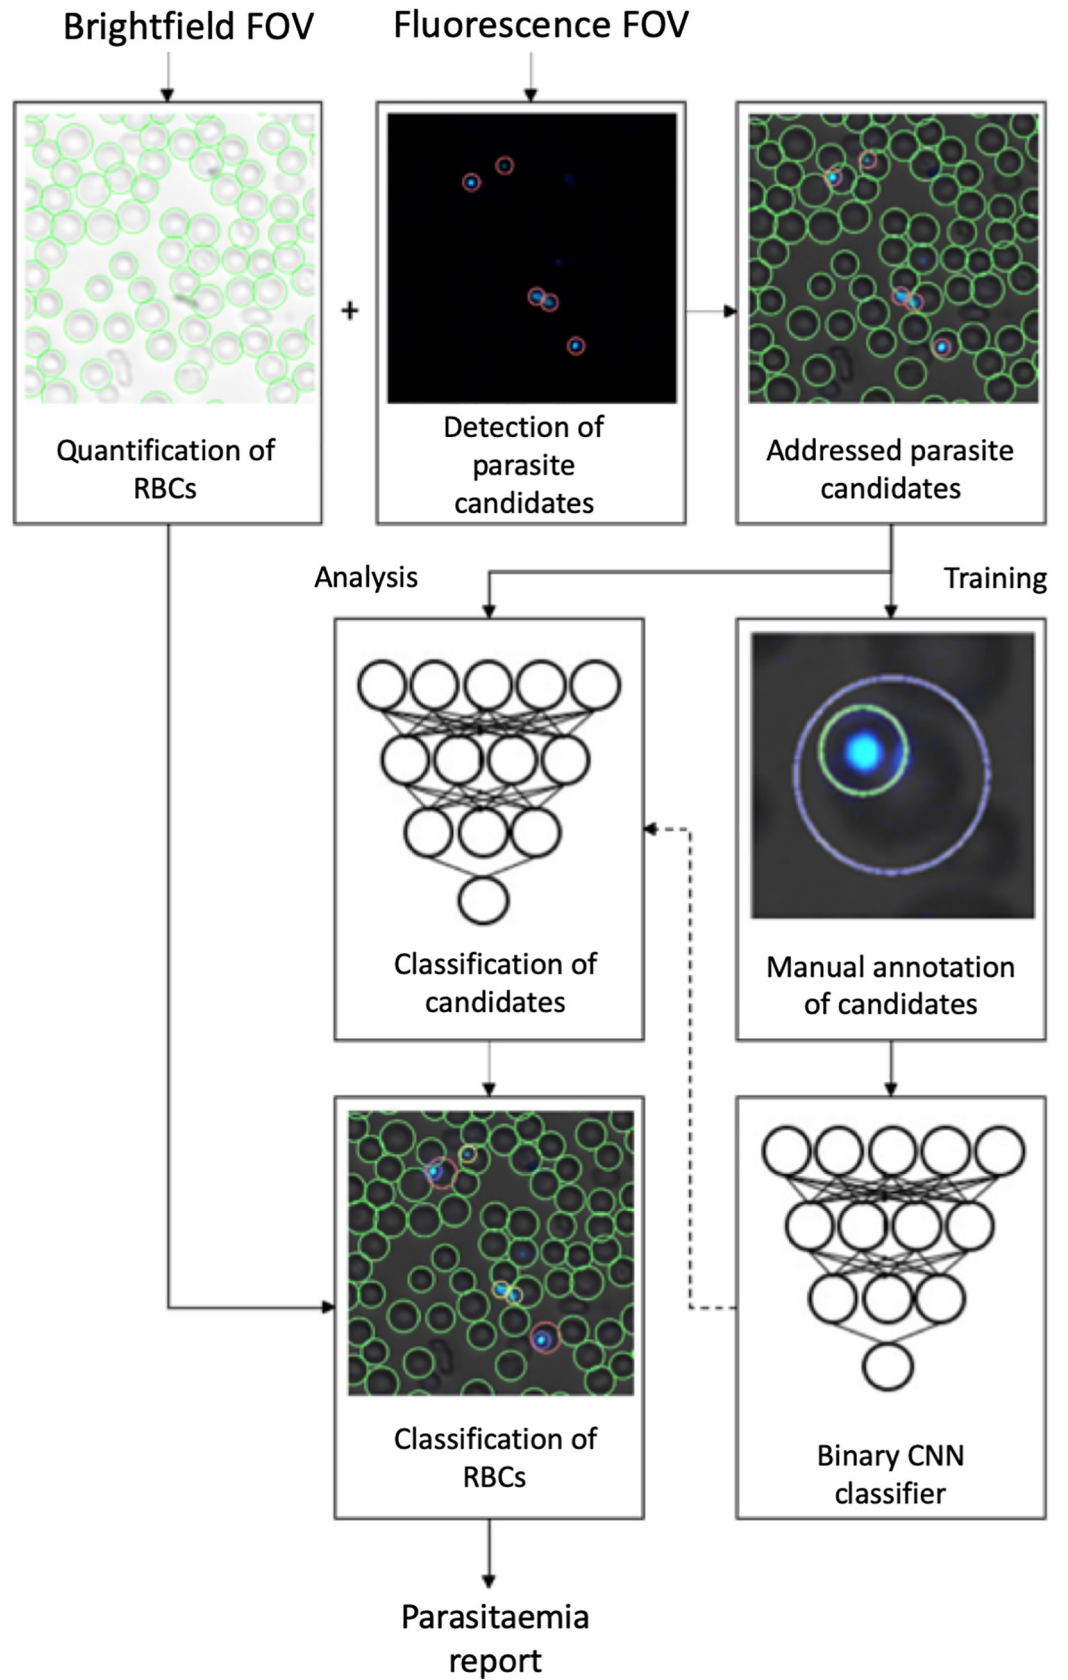 Brightfield FOV
Fluorescence FOV
+
Quantification of
RBCs
Detection of
parasite
candidates
Addressed parasite
candidates
Analysis
Training
Classification of
candidates
Manual annotation
of candidates
Classification of
RBCs
Binary CNN
classifier
Parasitaemia
report